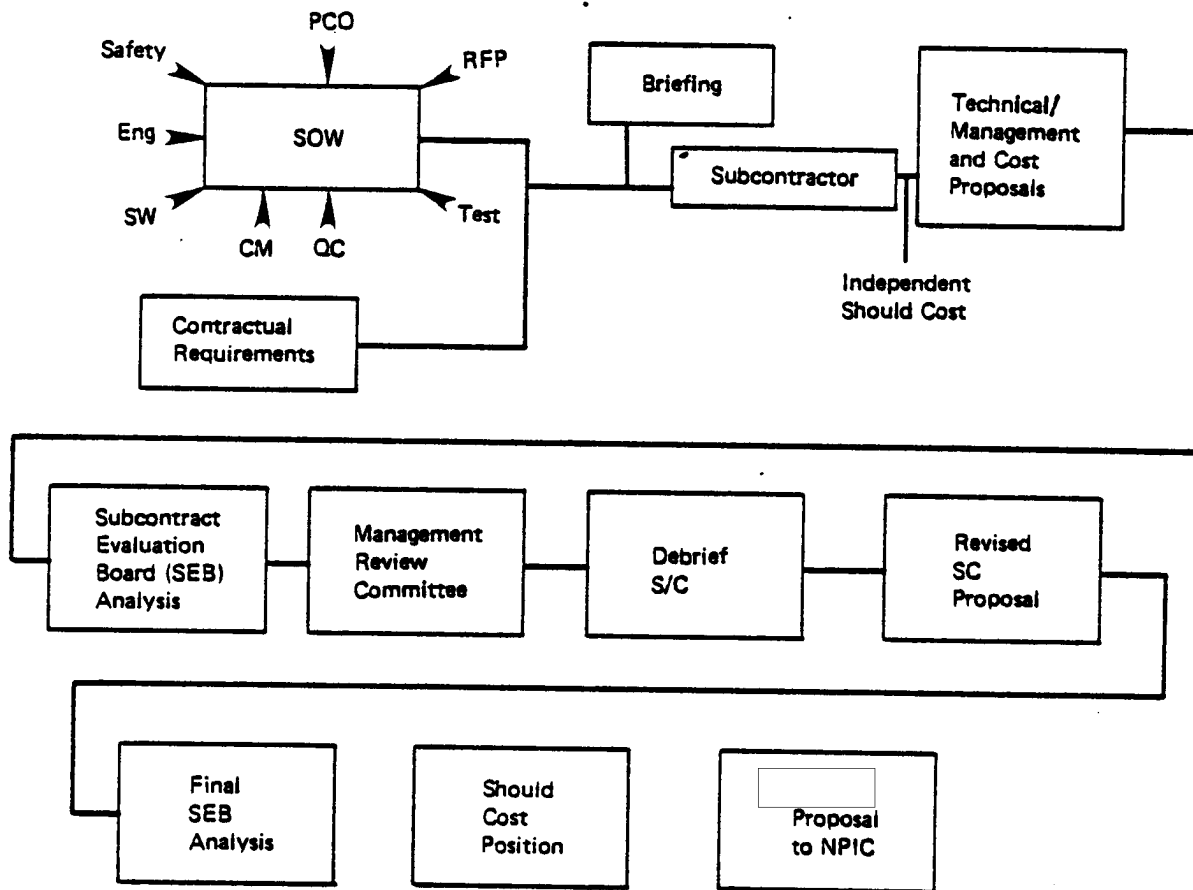 PCO
Safety
RFP
Eng
SOW
SW
CM
QC
Test
Contractual
Requirements
Briefing
Subcontractor
Technical/
Management
and Cost
Proposals
Independent
Should Cost
Subcontract
Evaluation
Board (SEB)
Analysis
Management
Review
Committee
Debrief
S/C
Revised
SC
Proposal
Final
SEB
Analysis
Should
Cost
Position
Proposal
to NPIC